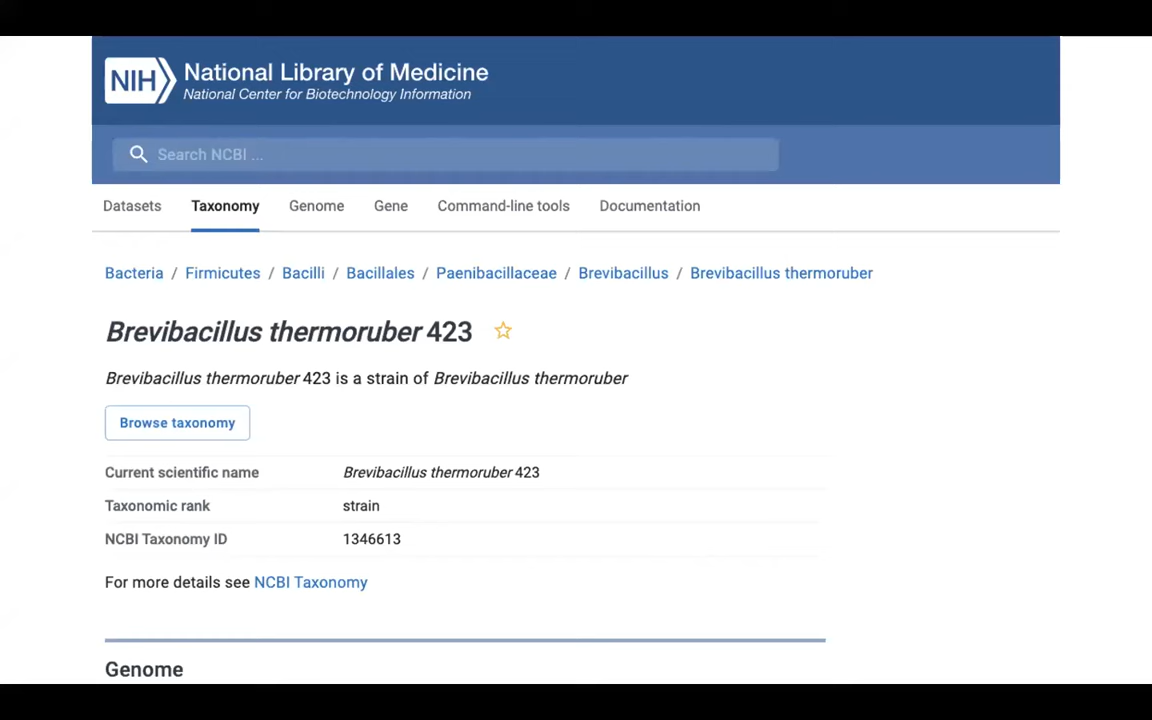 NIH National Library of Medicine
National Center for Biotechnology Information
Search NCBI ...
Datasets Taxonomy Genome Gene Command-line tools Documentation
Bacteria / Firmicutes / Bacilli / Bacillales / Paenibacillaceae / Brevibacillus / Brevibacillus thermoruber
Brevibacillus thermoruber 423
Brevibacillus thermoruber 423 is a strain of Brevibacillus thermoruber
Browse taxonomy
Current scientific name Brevibacillus thermoruber 423
Taxonomic rank strain
NCBI Taxonomy ID 1346613
For more details see NCBI Taxonomy
Genome